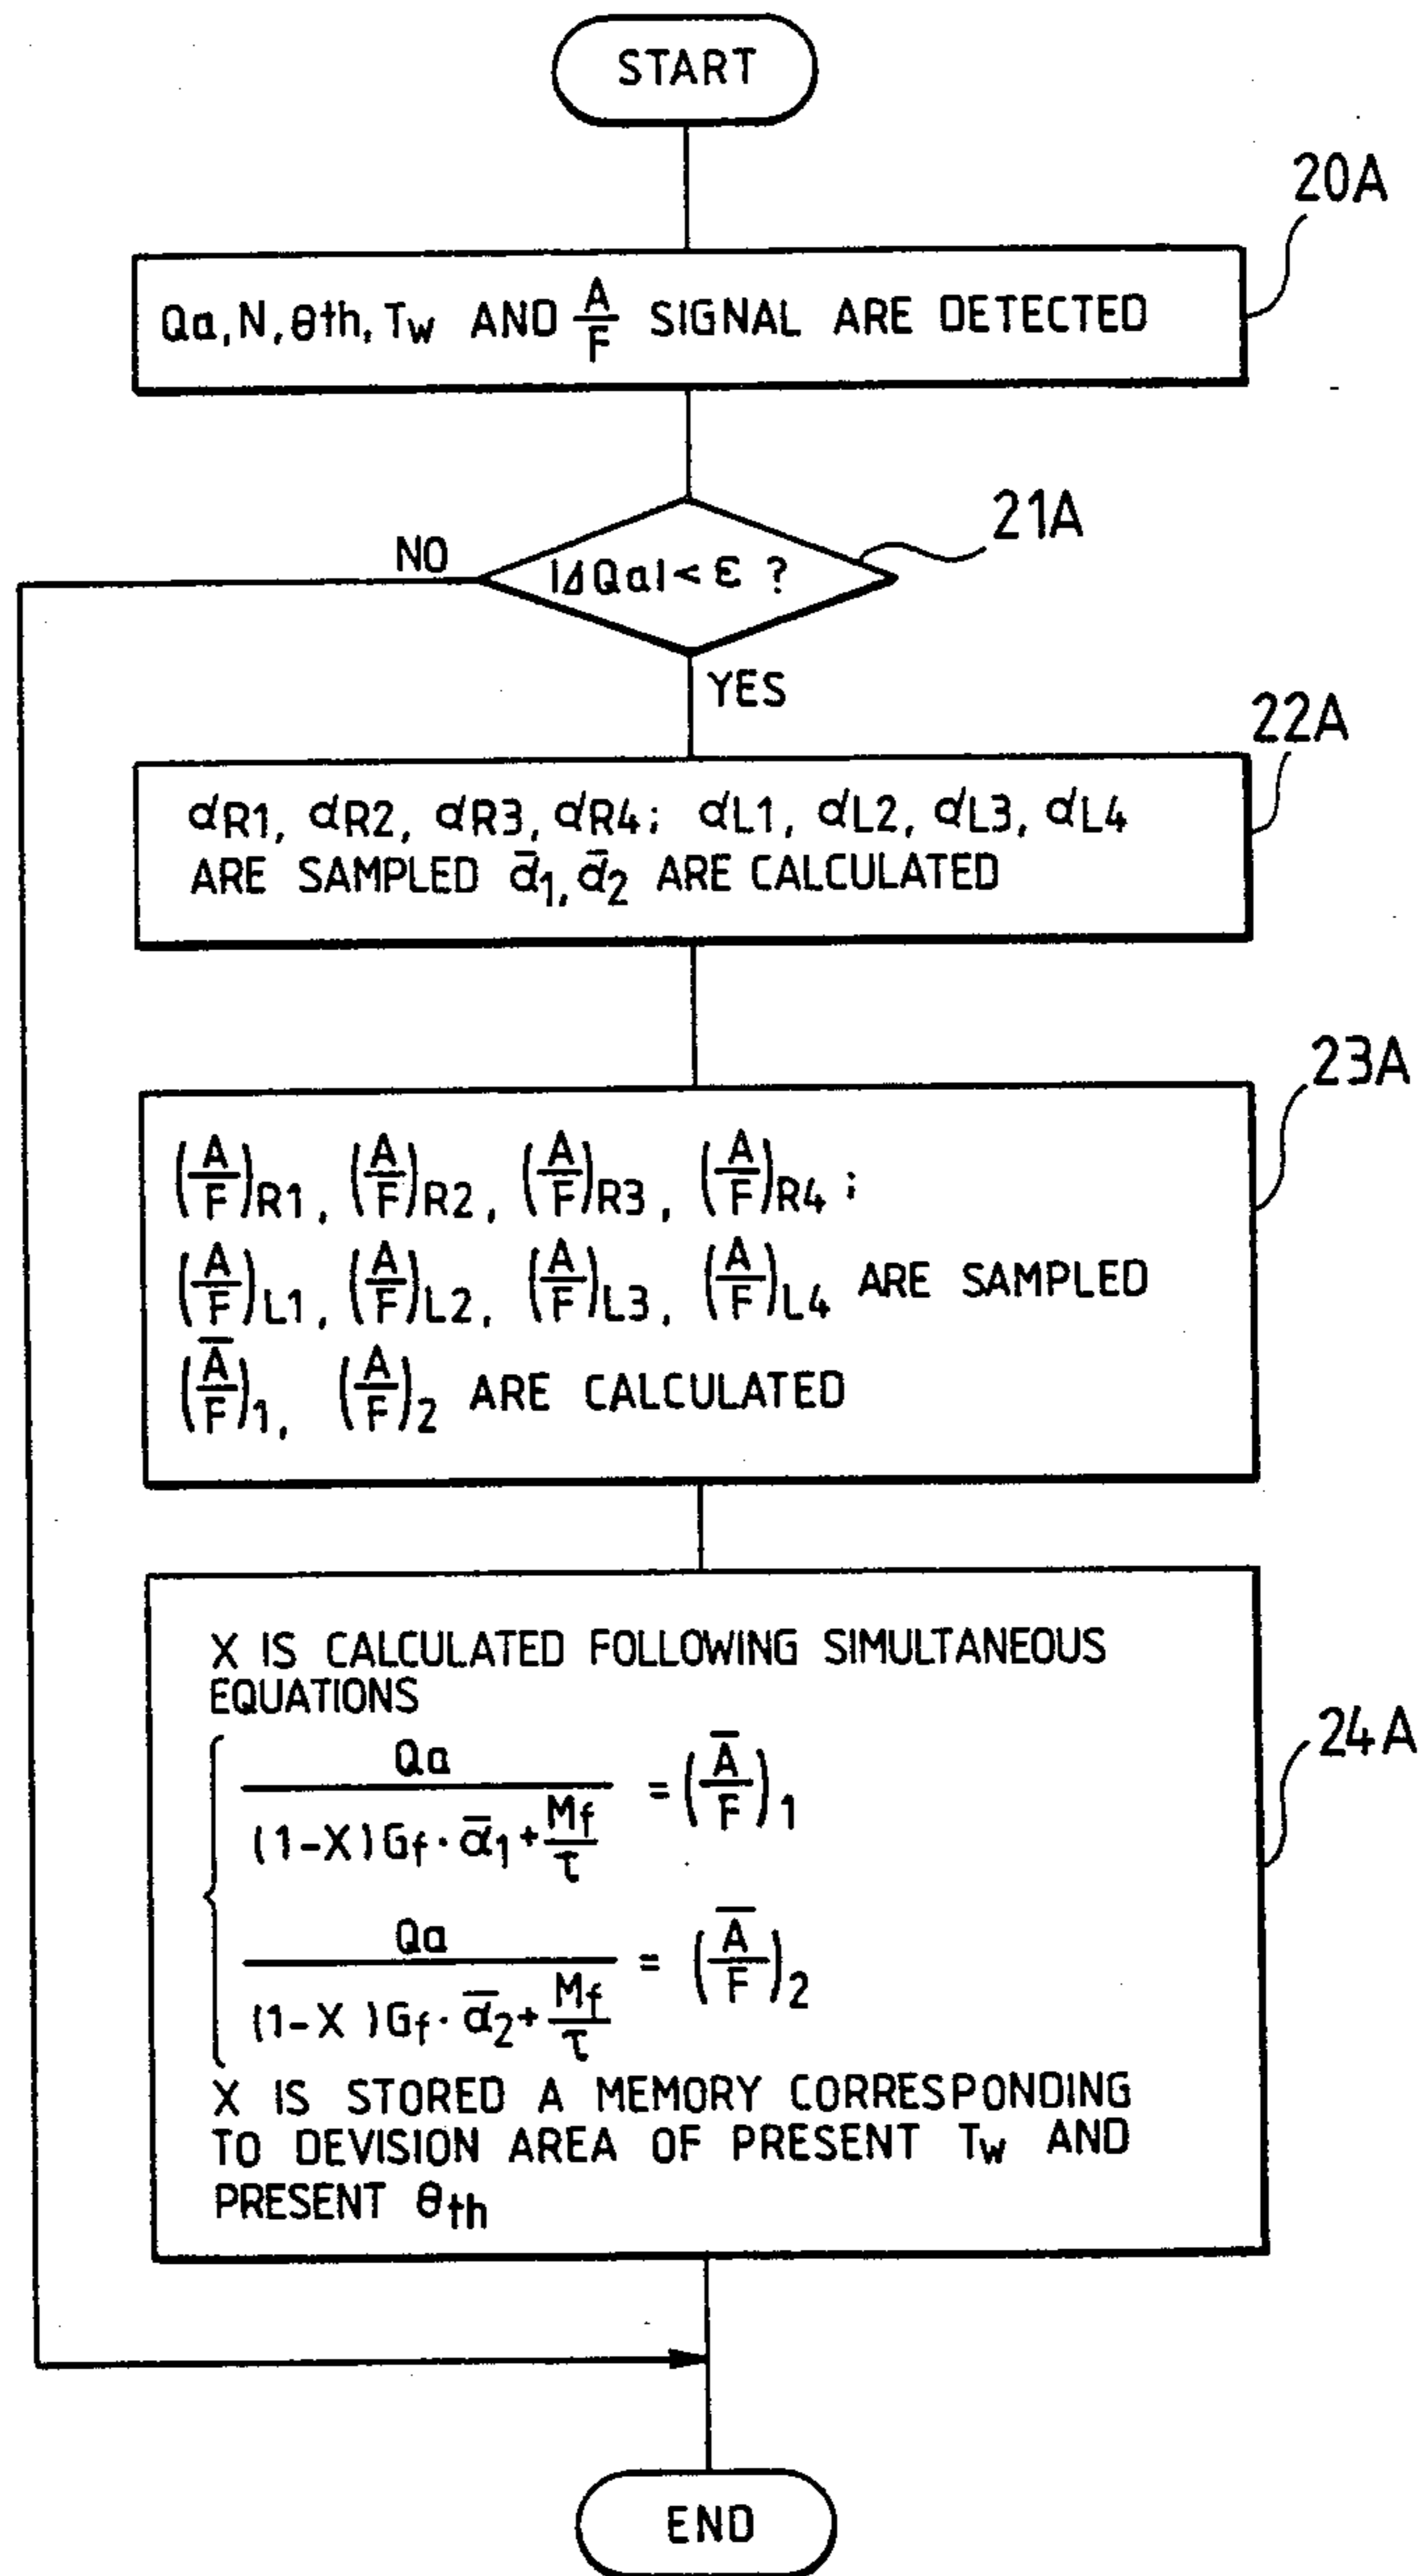 START
20A
Qa, N, θth, Tw AND A/F SIGNAL ARE DETECTED
21A
NO
|ΔQa| < ε ?
YES
22A
αR1, αR2, αR3, αR4; αL1, αL2, αL3, αL4
ARE SAMPLED ᾱ1, ᾱ2 ARE CALCULATED
23A
(A/F)R1, (A/F)R2, (A/F)R3, (A/F)R4 ;
(A/F)L1, (A/F)L2, (A/F)L3, (A/F)L4 ARE SAMPLED
(A̅/F)1, (A/F)2 ARE CALCULATED
24A
X IS CALCULATED FOLLOWING SIMULTANEOUS
EQUATIONS
Qa / ((1-X)Gf · ᾱ1 + Mf/τ) = (A̅/F)1
Qa / ((1-X)Gf · ᾱ2 + Mf/τ) = (A̅/F)2
X IS STORED A MEMORY CORRESPONDING
TO DEVISION AREA OF PRESENT Tw AND
PRESENT θth
END